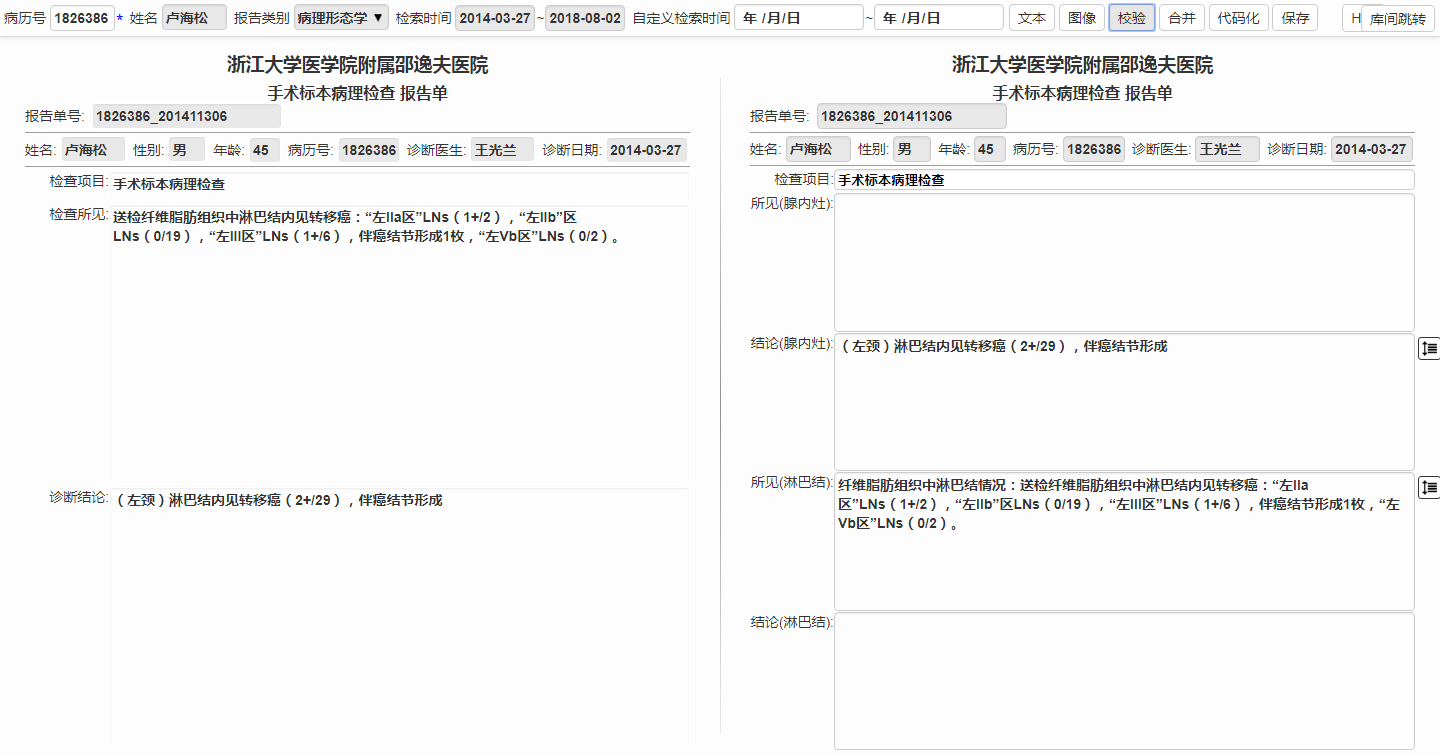 病历号 1826386 * 姓名 卢海松 报告类别 病理形态学 ▼ 检索时间 2014-03-27 ~ 2018-08-02 自定义检索时间 年 /月/日 ~ 年 /月/日 文本 图像 校验 合并 代码化 保存 H 库间跳转
浙江大学医学院附属邵逸夫医院
手术标本病理检查 报告单
报告单号: 1826386_201411306
姓名: 卢海松 性别: 男 年龄: 45 病历号: 1826386 诊断医生: 王光兰 诊断日期: 2014-03-27
检查项目: 手术标本病理检查
检查所见: 送检纤维脂肪组织中淋巴结内见转移癌：“左IIa区”LNs（1+/2），“左IIb”区
LNs（0/19），“左III区”LNs（1+/6），伴癌结节形成1枚，“左Vb区”LNs（0/2）。
诊断结论: （左颈）淋巴结内见转移癌（2+/29），伴癌结节形成
浙江大学医学院附属邵逸夫医院
手术标本病理检查 报告单
报告单号: 1826386_201411306
姓名: 卢海松 性别: 男 年龄: 45 病历号: 1826386 诊断医生: 王光兰 诊断日期: 2014-03-27
检查项目: 手术标本病理检查
所见(腺内灶):
结论(腺内灶): （左颈）淋巴结内见转移癌（2+/29），伴癌结节形成
所见(淋巴结): 纤维脂肪组织中淋巴结情况：送检纤维脂肪组织中淋巴结内见转移癌：“左IIa
区”LNs（1+/2），“左IIb”区LNs（0/19），“左III区”LNs（1+/6），伴癌结节形成1枚，“左
Vb区”LNs（0/2）。
结论(淋巴结):